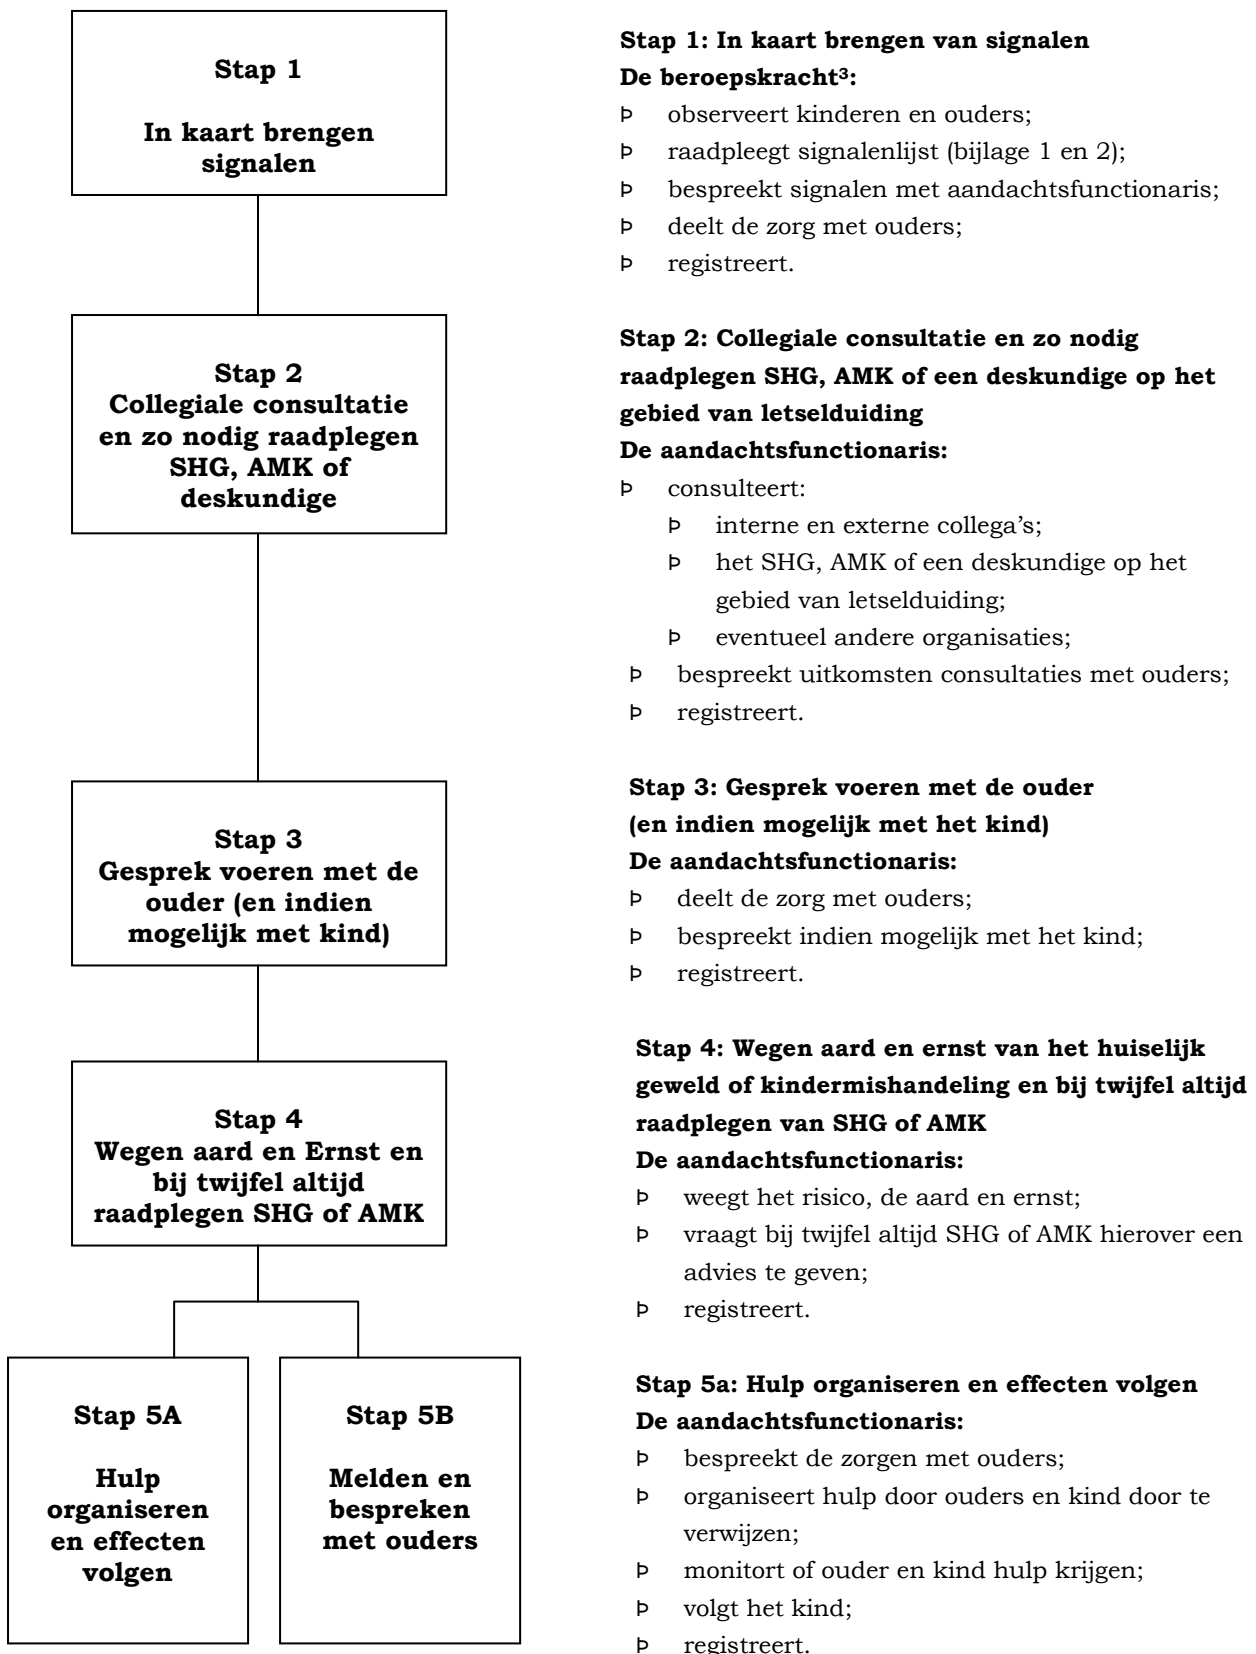 Stap 1
In kaart brengen
signalen
Stap 2
Collegiale consultatie
en zo nodig raadplegen
SHG, AMK of
deskundige
Stap 3
Gesprek voeren met de
ouder (en indien
mogelijk met kind)
Stap 4
Wegen aard en Ernst en
bij twijfel altijd
raadplegen SHG of AMK
Stap 5A
Hulp
organiseren
en effecten
volgen
Stap 5B
Melden en
bespreken
met ouders
Stap 1: In kaart brengen van signalen
De beroepskracht³:
Þ observeert kinderen en ouders;
Þ raadpleegt signalenlijst (bijlage 1 en 2);
Þ bespreekt signalen met aandachtsfunctionaris;
Þ deelt de zorg met ouders;
Þ registreert.
Stap 2: Collegiale consultatie en zo nodig
raadplegen SHG, AMK of een deskundige op het
gebied van letselduiding
De aandachtsfunctionaris:
Þ consulteert:
Þ interne en externe collega’s;
Þ het SHG, AMK of een deskundige op het
gebied van letselduiding;
Þ eventueel andere organisaties;
Þ bespreekt uitkomsten consultaties met ouders;
Þ registreert.
Stap 3: Gesprek voeren met de ouder
(en indien mogelijk met het kind)
De aandachtsfunctionaris:
Þ deelt de zorg met ouders;
Þ bespreekt indien mogelijk met het kind;
Þ registreert.
Stap 4: Wegen aard en ernst van het huiselijk
geweld of kindermishandeling en bij twijfel altijd
raadplegen van SHG of AMK
De aandachtsfunctionaris:
Þ weegt het risico, de aard en ernst;
Þ vraagt bij twijfel altijd SHG of AMK hierover een
advies te geven;
Þ registreert.
Stap 5a: Hulp organiseren en effecten volgen
De aandachtsfunctionaris:
Þ bespreekt de zorgen met ouders;
Þ organiseert hulp door ouders en kind door te
verwijzen;
Þ monitort of ouder en kind hulp krijgen;
Þ volgt het kind;
Þ registreert.